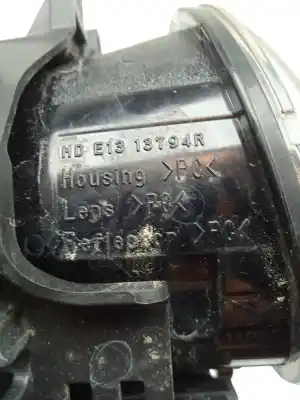 HD E13 13794R
Housing >PC<
Lens >PC<
Reflector >PC<